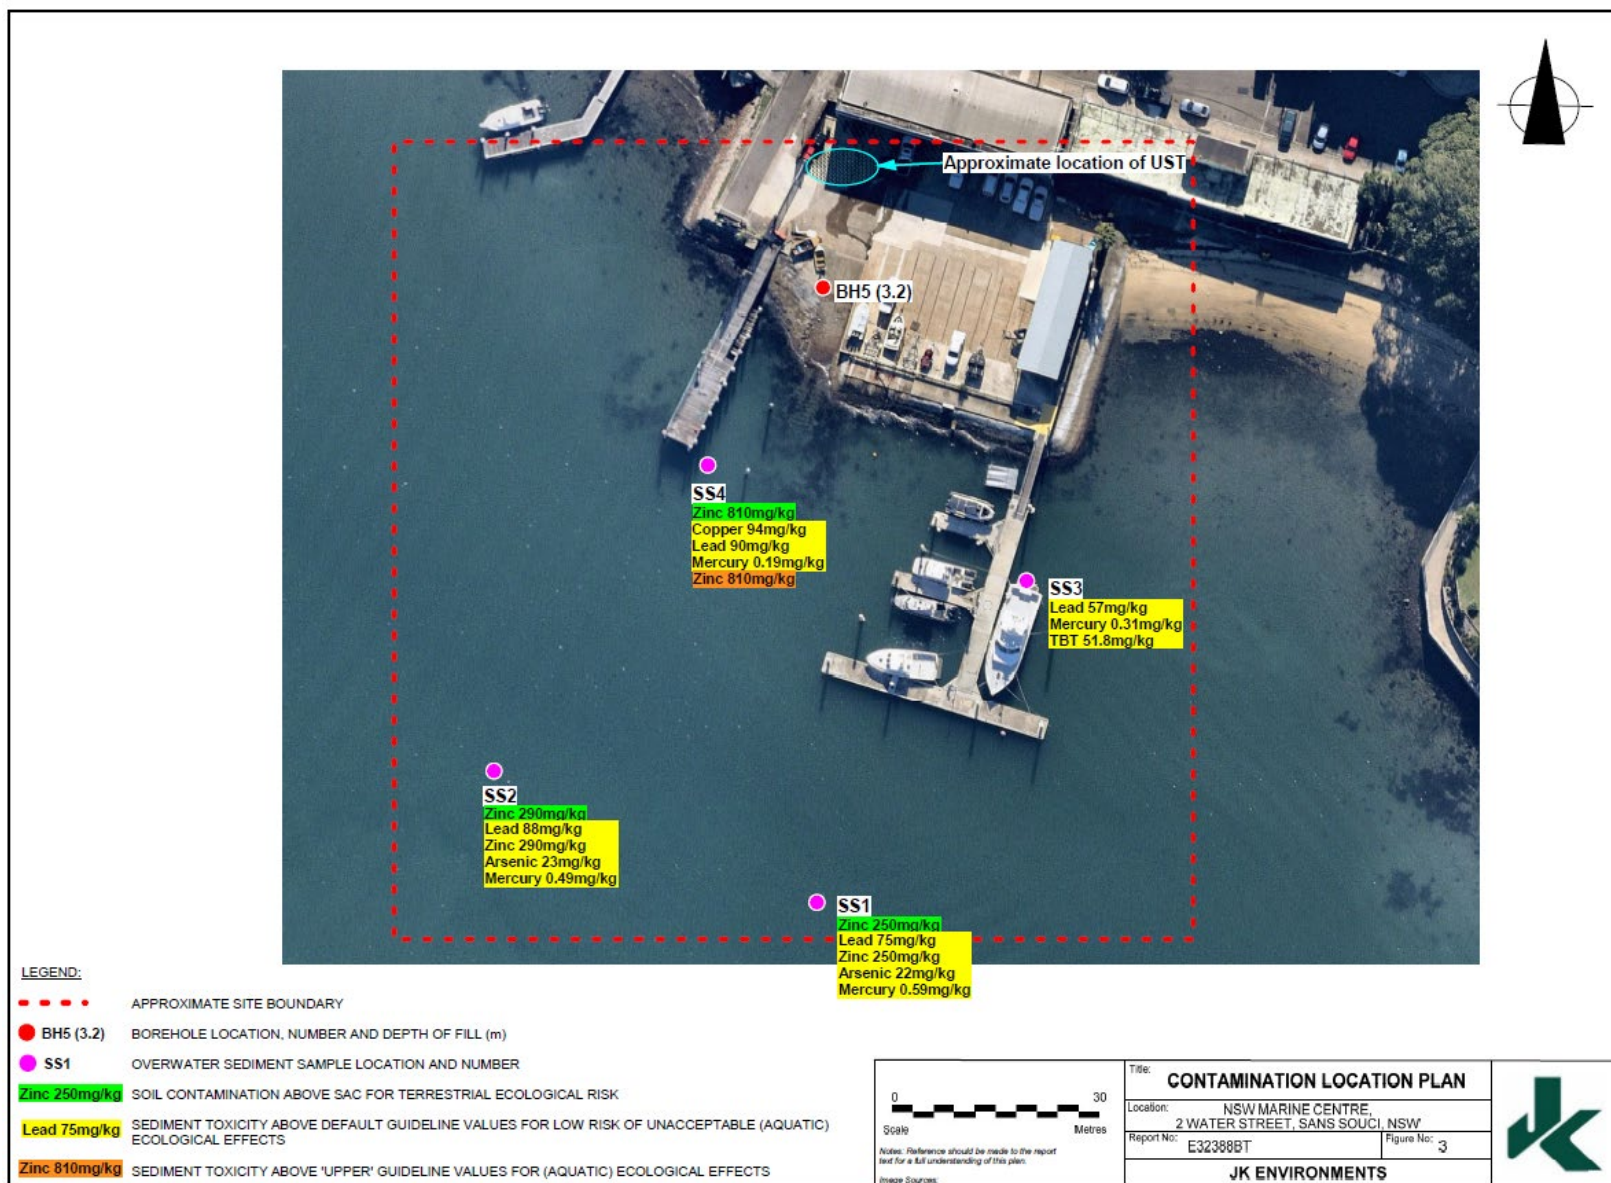 Approximate location of UST
BH5 (3.2)
SS4
Zinc 810mg/kg
Copper 94mg/kg
Lead 90mg/kg
Mercury 0.19mg/kg
Zinc 810mg/kg
SS3
Lead 57mg/kg
Mercury 0.31mg/kg
TBT 51.8mg/kg
SS2
Zinc 290mg/kg
Lead 88mg/kg
Zinc 290mg/kg
Arsenic 23mg/kg
Mercury 0.49mg/kg
SS1
Zinc 250mg/kg
Lead 75mg/kg
Zinc 250mg/kg
Arsenic 22mg/kg
Mercury 0.59mg/kg
LEGEND:
APPROXIMATE SITE BOUNDARY
BH5 (3.2) BOREHOLE LOCATION, NUMBER AND DEPTH OF FILL (m)
SS1 OVERWATER SEDIMENT SAMPLE LOCATION AND NUMBER
Zinc 250mg/kg SOIL CONTAMINATION ABOVE SAC FOR TERRESTRIAL ECOLOGICAL RISK
Lead 75mg/kg SEDIMENT TOXICITY ABOVE DEFAULT GUIDELINE VALUES FOR LOW RISK OF UNACCEPTABLE (AQUATIC)
ECOLOGICAL EFFECTS
Zinc 810mg/kg SEDIMENT TOXICITY ABOVE 'UPPER' GUIDELINE VALUES FOR (AQUATIC) ECOLOGICAL EFFECTS
0 30
Scale Metres
Notes: Reference should be made to the report
text for a full understanding of this plan.
Image Sources:
Title: CONTAMINATION LOCATION PLAN
Location: NSW MARINE CENTRE,
2 WATER STREET, SANS SOUCI, NSW'
Report No: E32388BT Figure No: 3
JK ENVIRONMENTS
JK